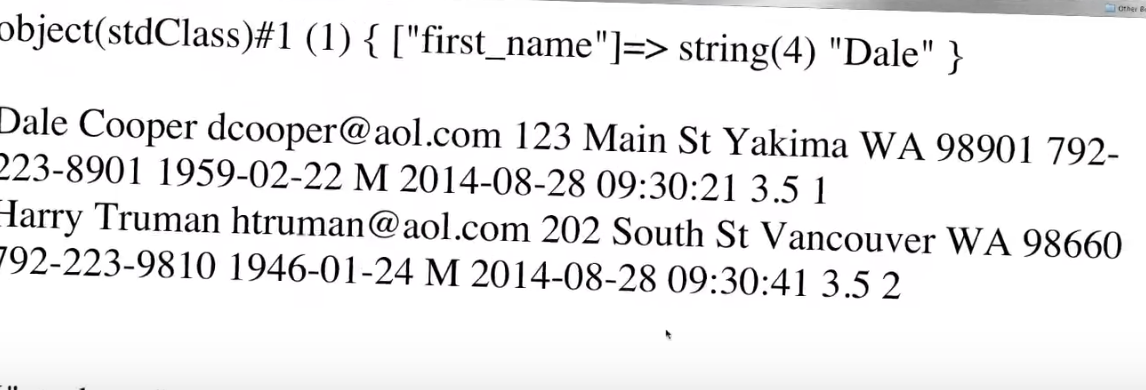 object(stdClass)#1 (1) { ["first_name"]=> string(4) "Dale" }
Dale Cooper dcooper@aol.com 123 Main St Yakima WA 98901 792-
223-8901 1959-02-22 M 2014-08-28 09:30:21 3.5 1
Harry Truman htruman@aol.com 202 South St Vancouver WA 98660
792-223-9810 1946-01-24 M 2014-08-28 09:30:41 3.5 2